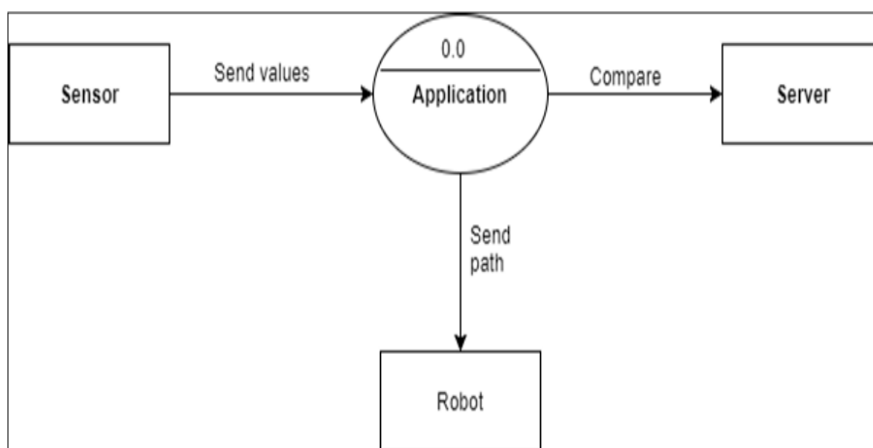 0.0
Send values
Compare
Sensor
Application
Server
Send
path
Robot